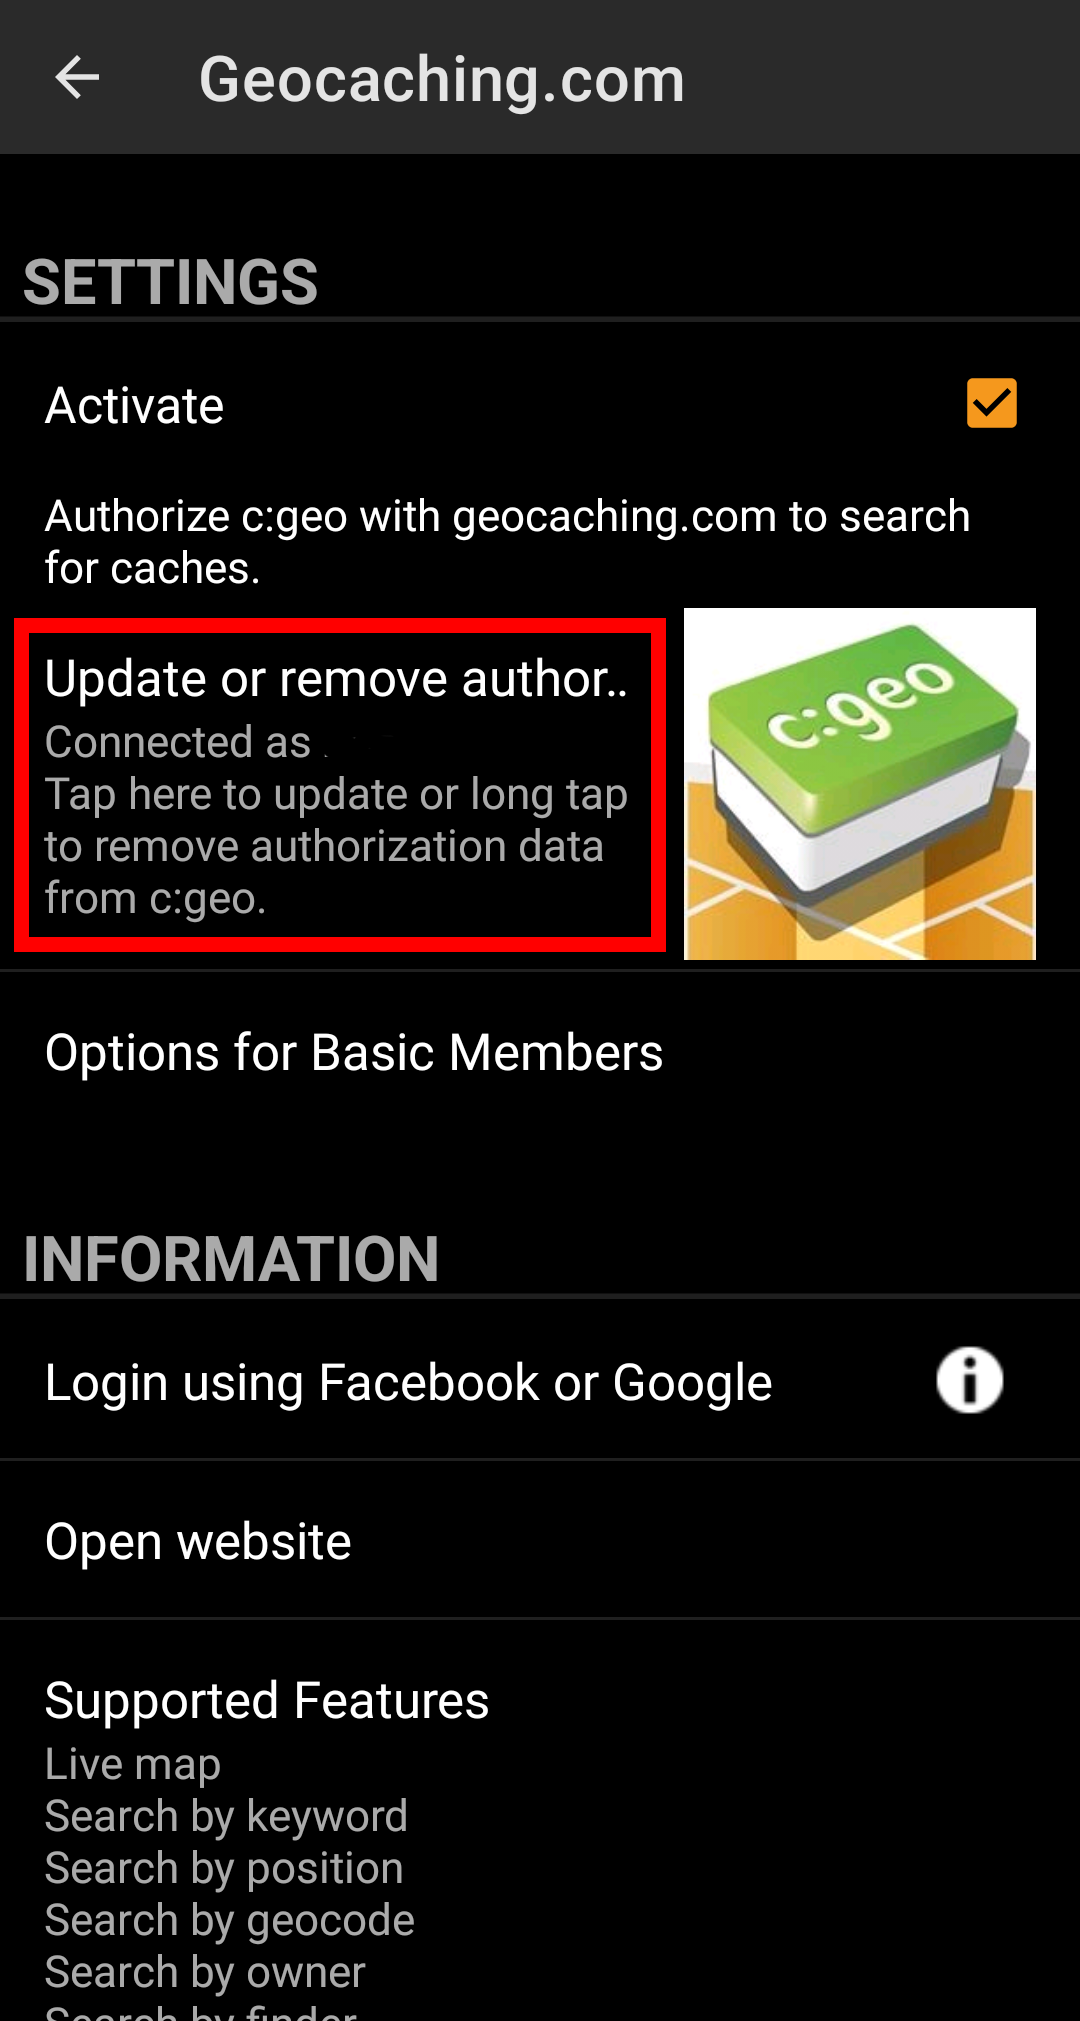 Geocaching.com
SETTINGS
Activate
Authorize c:geo with geocaching.com to search
for caches.
Update or remove author..
Connected as
Tap here to update or long tap
to remove authorization data
from c:geo.
c:geo
Options for Basic Members
INFORMATION
Login using Facebook or Google
Open website
Supported Features
Live map
Search by keyword
Search by position
Search by geocode
Search by owner
Search by finder